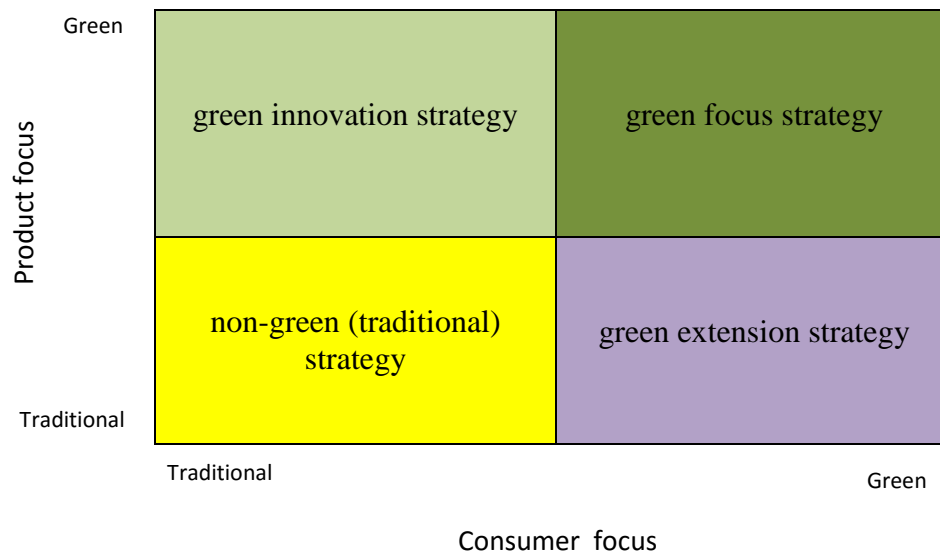 Green
green innovation strategy
green focus strategy
Product focus
non-green (traditional)
strategy
green extension strategy
Traditional
Traditional
Green
Consumer focus